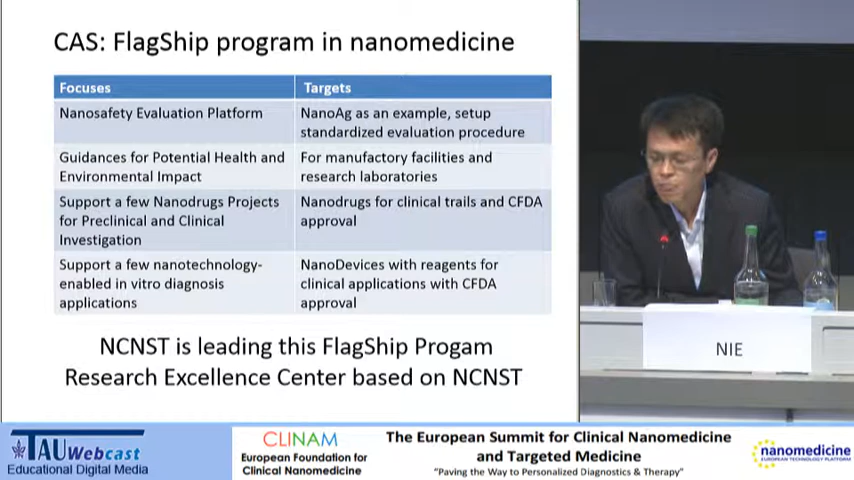 CAS: FlagShip program in nanomedicine
Focuses
Targets
Nanosafety Evaluation Platform
NanoAg as an example, setup
standardized evaluation procedure
Guidances for Potential Health and
Environmental Impact
For manufactory facilities and
research laboratories
Support a few Nanodrugs Projects
for Preclinical and Clinical
Investigation
Nanodrugs for clinical trails and CFDA
approval
Support a few nanotechnology-
enabled in vitro diagnosis
applications
NanoDevices with reagents for
clinical applications with CFDA
approval
NCNST is leading this FlagShip Progam
Research Excellence Center based on NCNST
NIE
TAUWebcast
Educational Digital Media
CLINAM
European Foundation for
Clinical Nanomedicine
The European Summit for Clinical Nanomedicine
and Targeted Medicine
"Paving the Way to Personalized Diagnostics & Therapy"
nanomedicine
EUROPEAN TECHNOLOGY PLATFORM